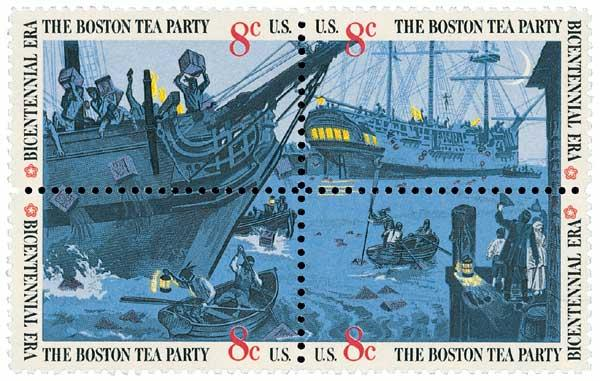 THE BOSTON TEA PARTY 8c U.S.
BICENTENNIAL ERA
U.S. 8c THE BOSTON TEA PARTY
BICENTENNIAL ERA
BICENTENNIAL ERA
THE BOSTON TEA PARTY 8c U.S.
BICENTENNIAL ERA
U.S. 8c THE BOSTON TEA PARTY